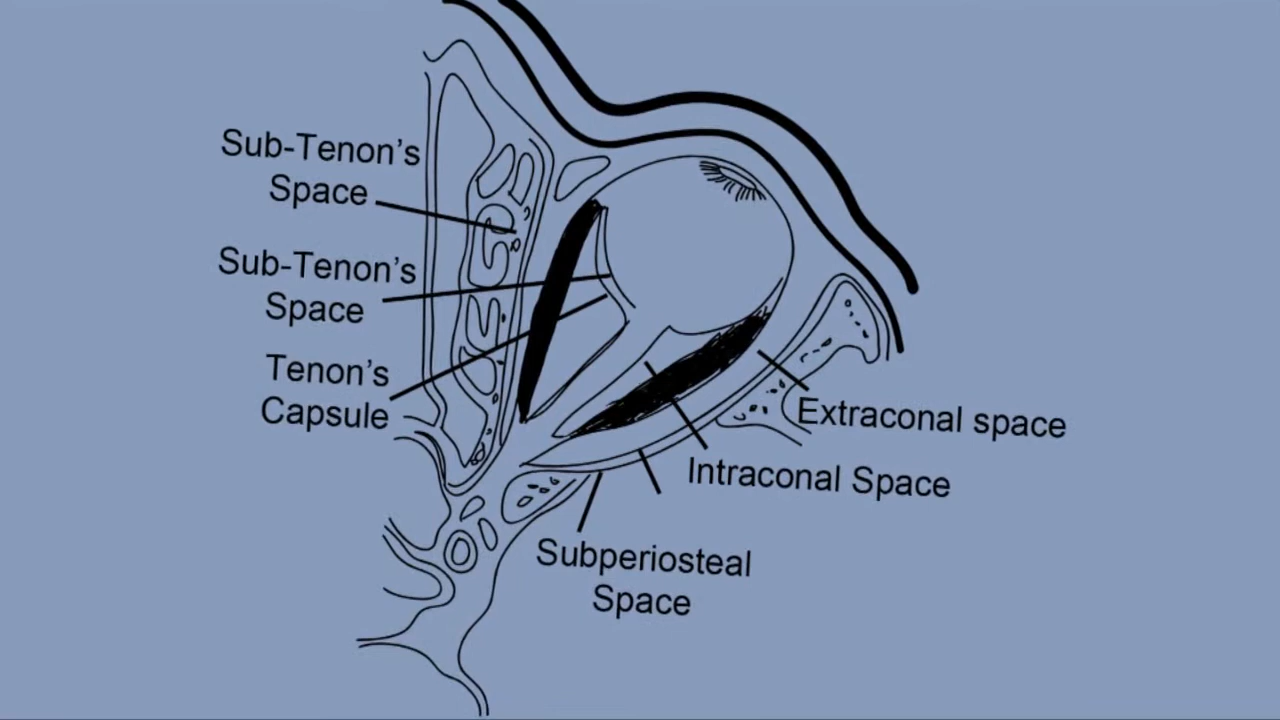 Sub-Tenon’s
Space
Sub-Tenon’s
Space
Tenon’s
Capsule
Extraconal space
Intraconal Space
Subperiosteal
Space